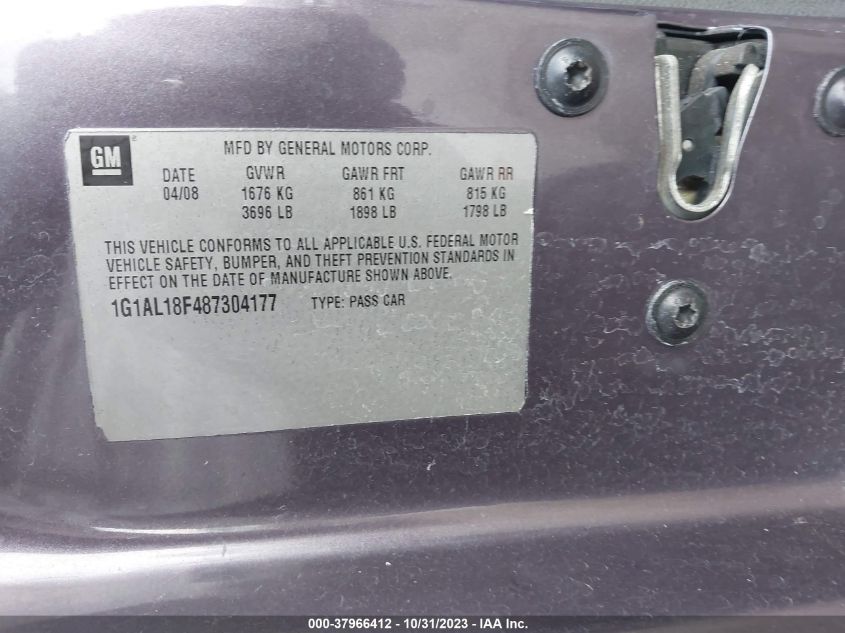 GM
MFD BY GENERAL MOTORS CORP.
DATE GVWR GAWR FRT GAWR RR
04/08 1676 KG 861 KG 815 KG
3696 LB 1898 LB 1798 LB
THIS VEHICLE CONFORMS TO ALL APPLICABLE U.S. FEDERAL MOTOR
VEHICLE SAFETY, BUMPER, AND THEFT PREVENTION STANDARDS IN
EFFECT ON THE DATE OF MANUFACTURE SHOWN ABOVE.
1G1AL18F487304177 TYPE: PASS CAR
000-37966412 - 10/31/2023 - IAA Inc.